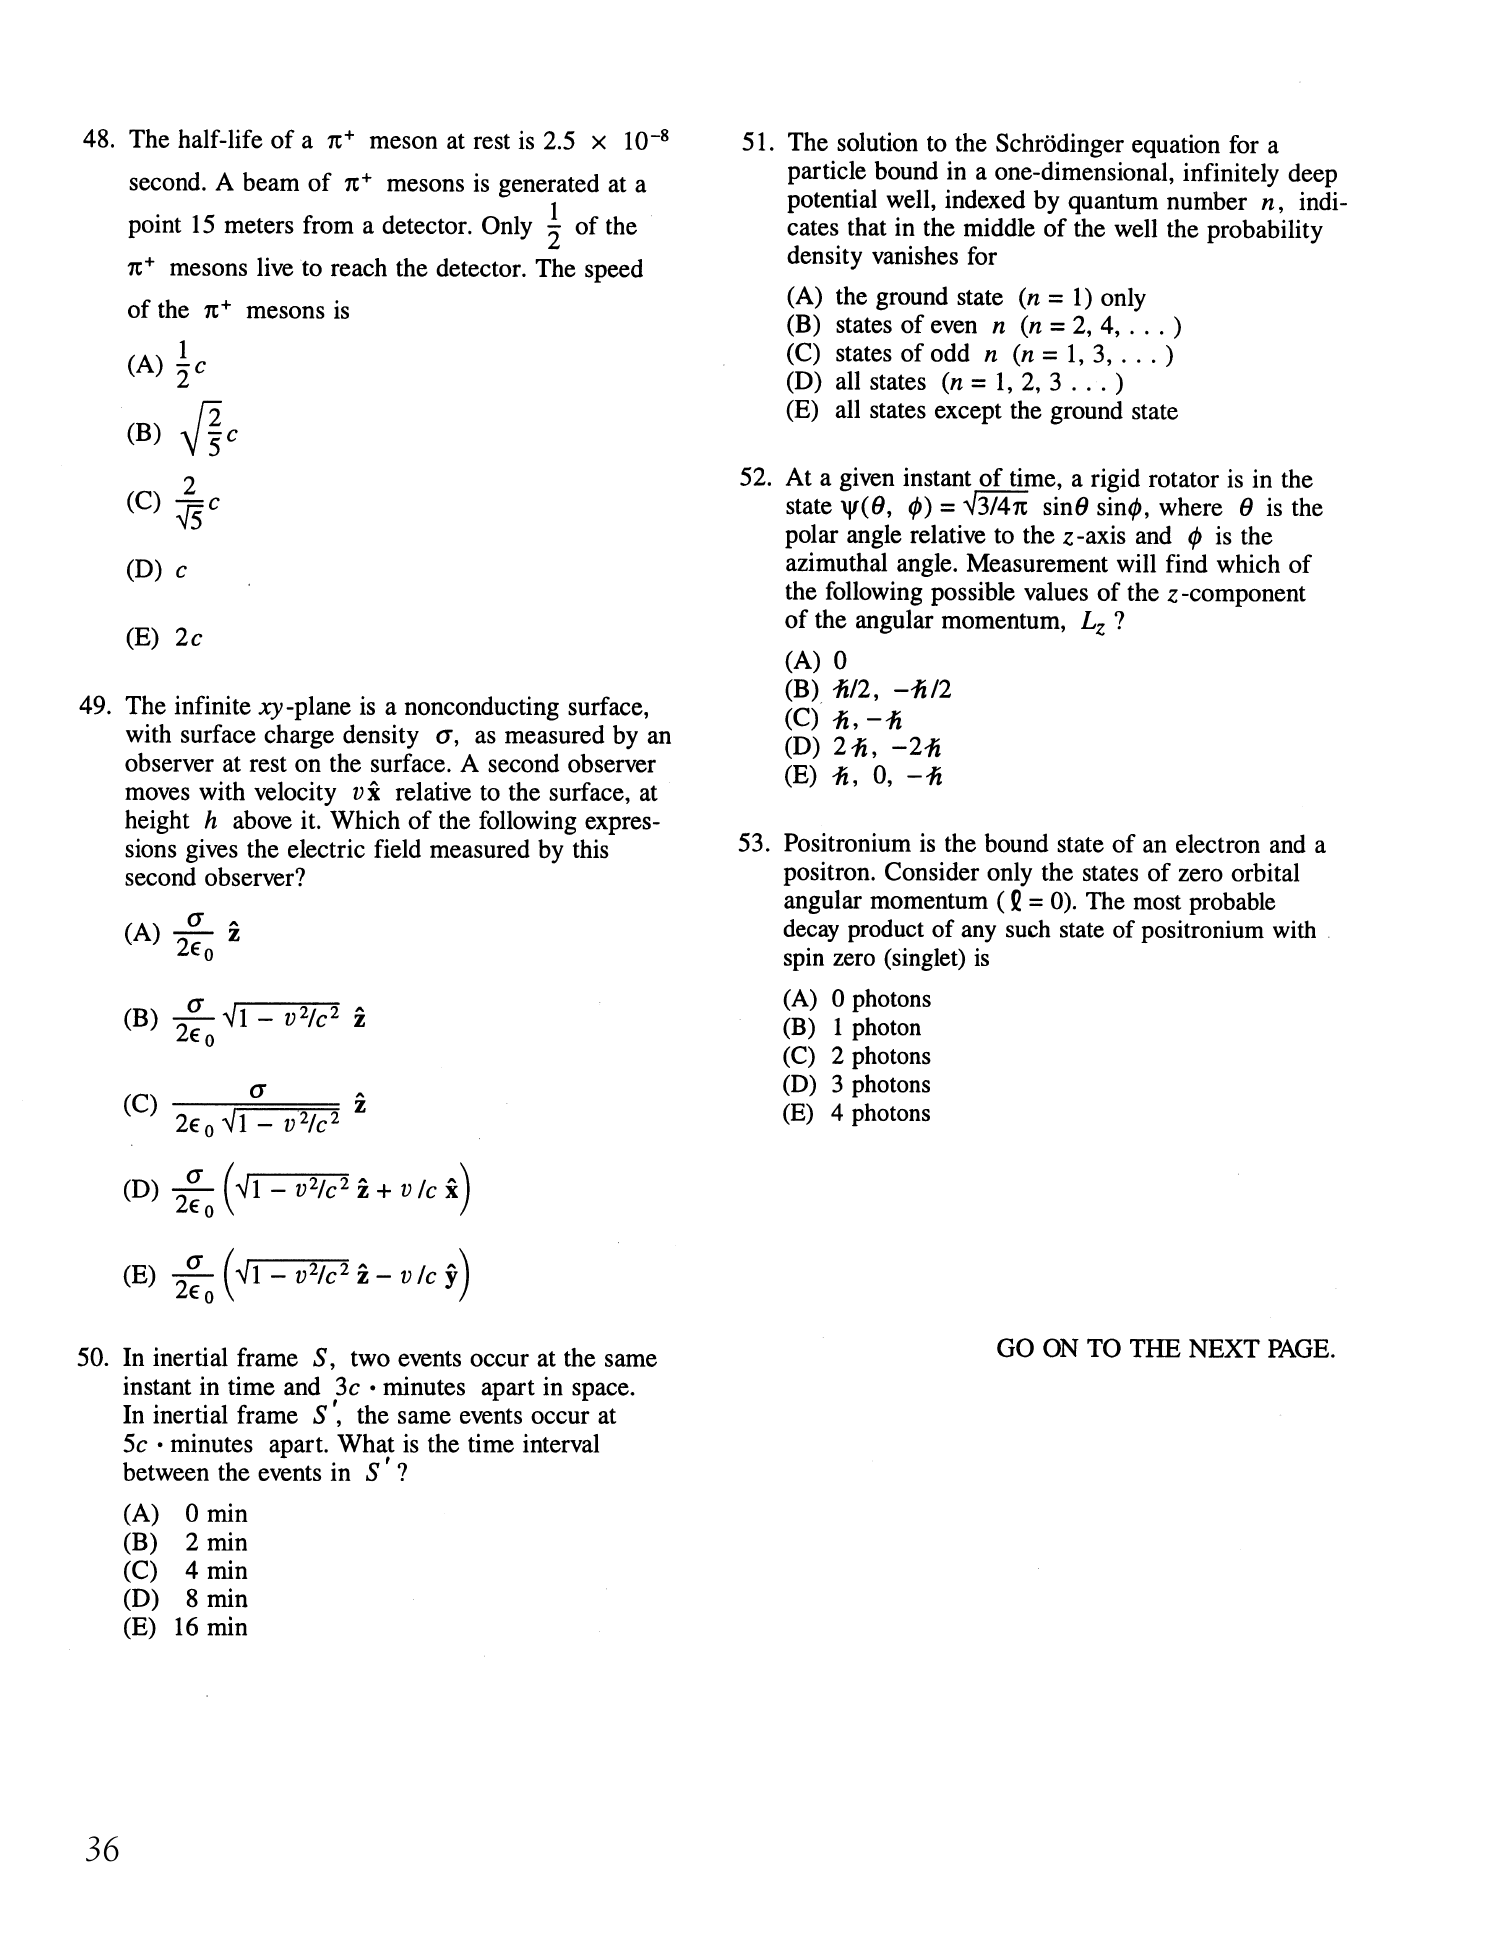 48. The half-life of a π⁺ meson at rest is 2.5 × 10⁻⁸
second. A beam of π⁺ mesons is generated at a
point 15 meters from a detector. Only 1/2 of the
π⁺ mesons live to reach the detector. The speed
of the π⁺ mesons is
(A) 1/2 c
(B) √(2/5) c
(C) 2/√5 c
(D) c
(E) 2c
49. The infinite xy-plane is a nonconducting surface,
with surface charge density σ, as measured by an
observer at rest on the surface. A second observer
moves with velocity vx̂ relative to the surface, at
height h above it. Which of the following expres-
sions gives the electric field measured by this
second observer?
(A) σ/2ϵ₀ ẑ
(B) σ/2ϵ₀ √(1 − v²/c²) ẑ
(C) σ/(2ϵ₀ √(1 − v²/c²)) ẑ
(D) σ/2ϵ₀ (√(1 − v²/c²) ẑ + v/c x̂)
(E) σ/2ϵ₀ (√(1 − v²/c²) ẑ − v/c ŷ)
50. In inertial frame S, two events occur at the same
instant in time and 3c · minutes apart in space.
In inertial frame S′, the same events occur at
5c · minutes apart. What is the time interval
between the events in S′?
(A) 0 min
(B) 2 min
(C) 4 min
(D) 8 min
(E) 16 min
51. The solution to the Schrödinger equation for a
particle bound in a one-dimensional, infinitely deep
potential well, indexed by quantum number n, indi-
cates that in the middle of the well the probability
density vanishes for
(A) the ground state (n = 1) only
(B) states of even n (n = 2, 4, . . . )
(C) states of odd n (n = 1, 3, . . . )
(D) all states (n = 1, 2, 3 . . . )
(E) all states except the ground state
52. At a given instant of time, a rigid rotator is in the
state ψ(θ, ϕ) = √3/4π sinθ sinϕ, where θ is the
polar angle relative to the z-axis and ϕ is the
azimuthal angle. Measurement will find which of
the following possible values of the z-component
of the angular momentum, L_z ?
(A) 0
(B) ℏ/2, −ℏ/2
(C) ℏ, −ℏ
(D) 2ℏ, −2ℏ
(E) ℏ, 0, −ℏ
53. Positronium is the bound state of an electron and a
positron. Consider only the states of zero orbital
angular momentum (ℓ = 0). The most probable
decay product of any such state of positronium with
spin zero (singlet) is
(A) 0 photons
(B) 1 photon
(C) 2 photons
(D) 3 photons
(E) 4 photons
GO ON TO THE NEXT PAGE.
36